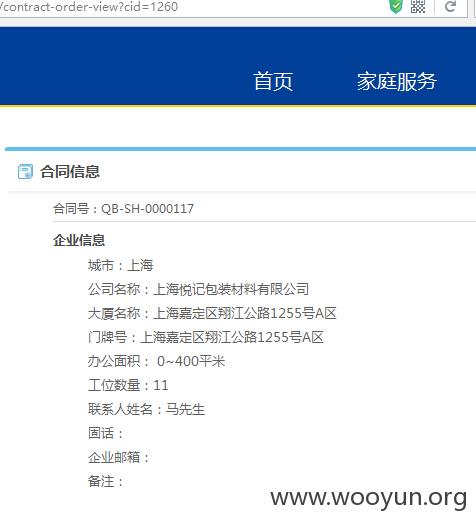 /contract-order-view?cid=1260
首页 家庭服务
合同信息
合同号：QB-SH-0000117
企业信息
城市：上海
公司名称：上海悦记包装材料有限公司
大厦名称：上海嘉定区翔江公路1255号A区
门牌号：上海嘉定区翔江公路1255号A区
办公面积： 0~400平米
工位数量：11
联系人姓名：马先生
固话：
企业邮箱：
备注：
www.wooyun.org